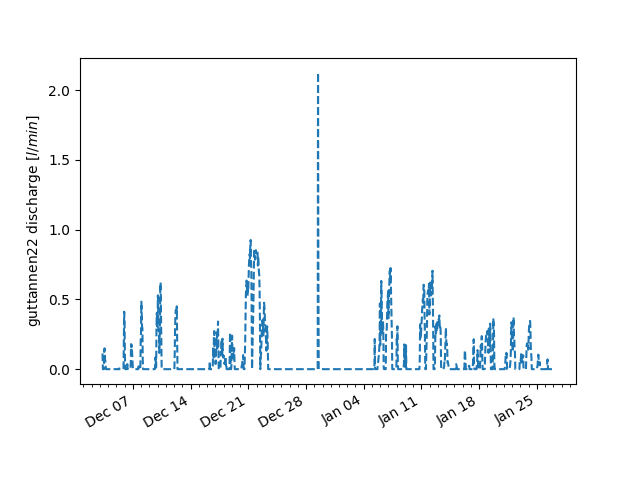 guttannen22 discharge [l/min]
2.0
1.5
1.0
0.5
0.0
Dec 07
Dec 14
Dec 21
Dec 28
Jan 04
Jan 11
Jan 18
Jan 25